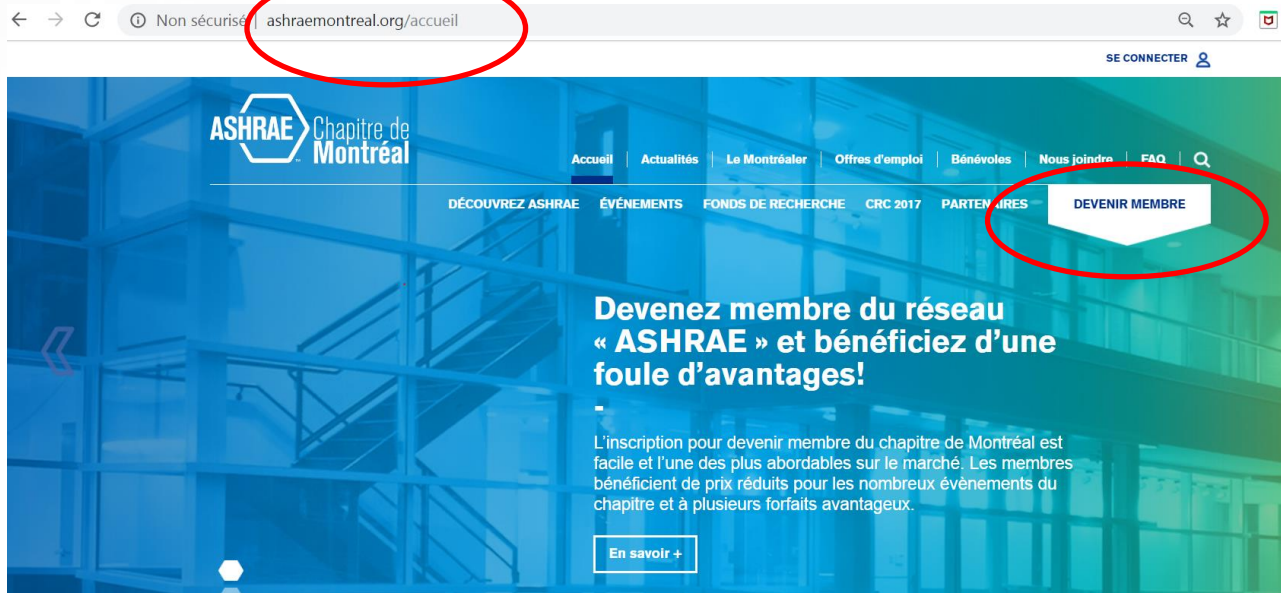 Non sécurisé | ashraemontreal.org/accueil
SE CONNECTER
ASHRAE Chapitre de
Montréal
Accueil | Actualités | Le Montréaler | Offres d'emploi | Bénévoles | Nous joindre | FAQ
DÉCOUVREZ ASHRAE ÉVÉNEMENTS FONDS DE RECHERCHE CRC 2017 PARTENAIRES DEVENIR MEMBRE
Devenez membre du réseau
« ASHRAE » et bénéficiez d'une
foule d'avantages!
-
L'inscription pour devenir membre du chapitre de Montréal est
facile et l'une des plus abordables sur le marché. Les membres
bénéficient de prix réduits pour les nombreux évènements du
chapitre et à plusieurs forfaits avantageux.
En savoir +